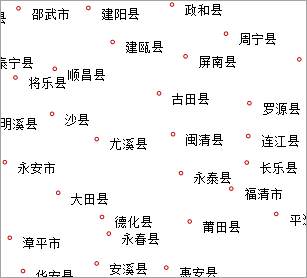 县
邵武市
建阳县
政和县
建瓯县
周宁县
屏南县
泰宁县
顺昌县
将乐县
古田县
罗源县
沙县
明溪县
尤溪县
闽清县
连江县
永安市
长乐县
永泰县
福清市
大田县
德化县
莆田县
平
永春县
漳平市
安溪县
惠安县
华安县